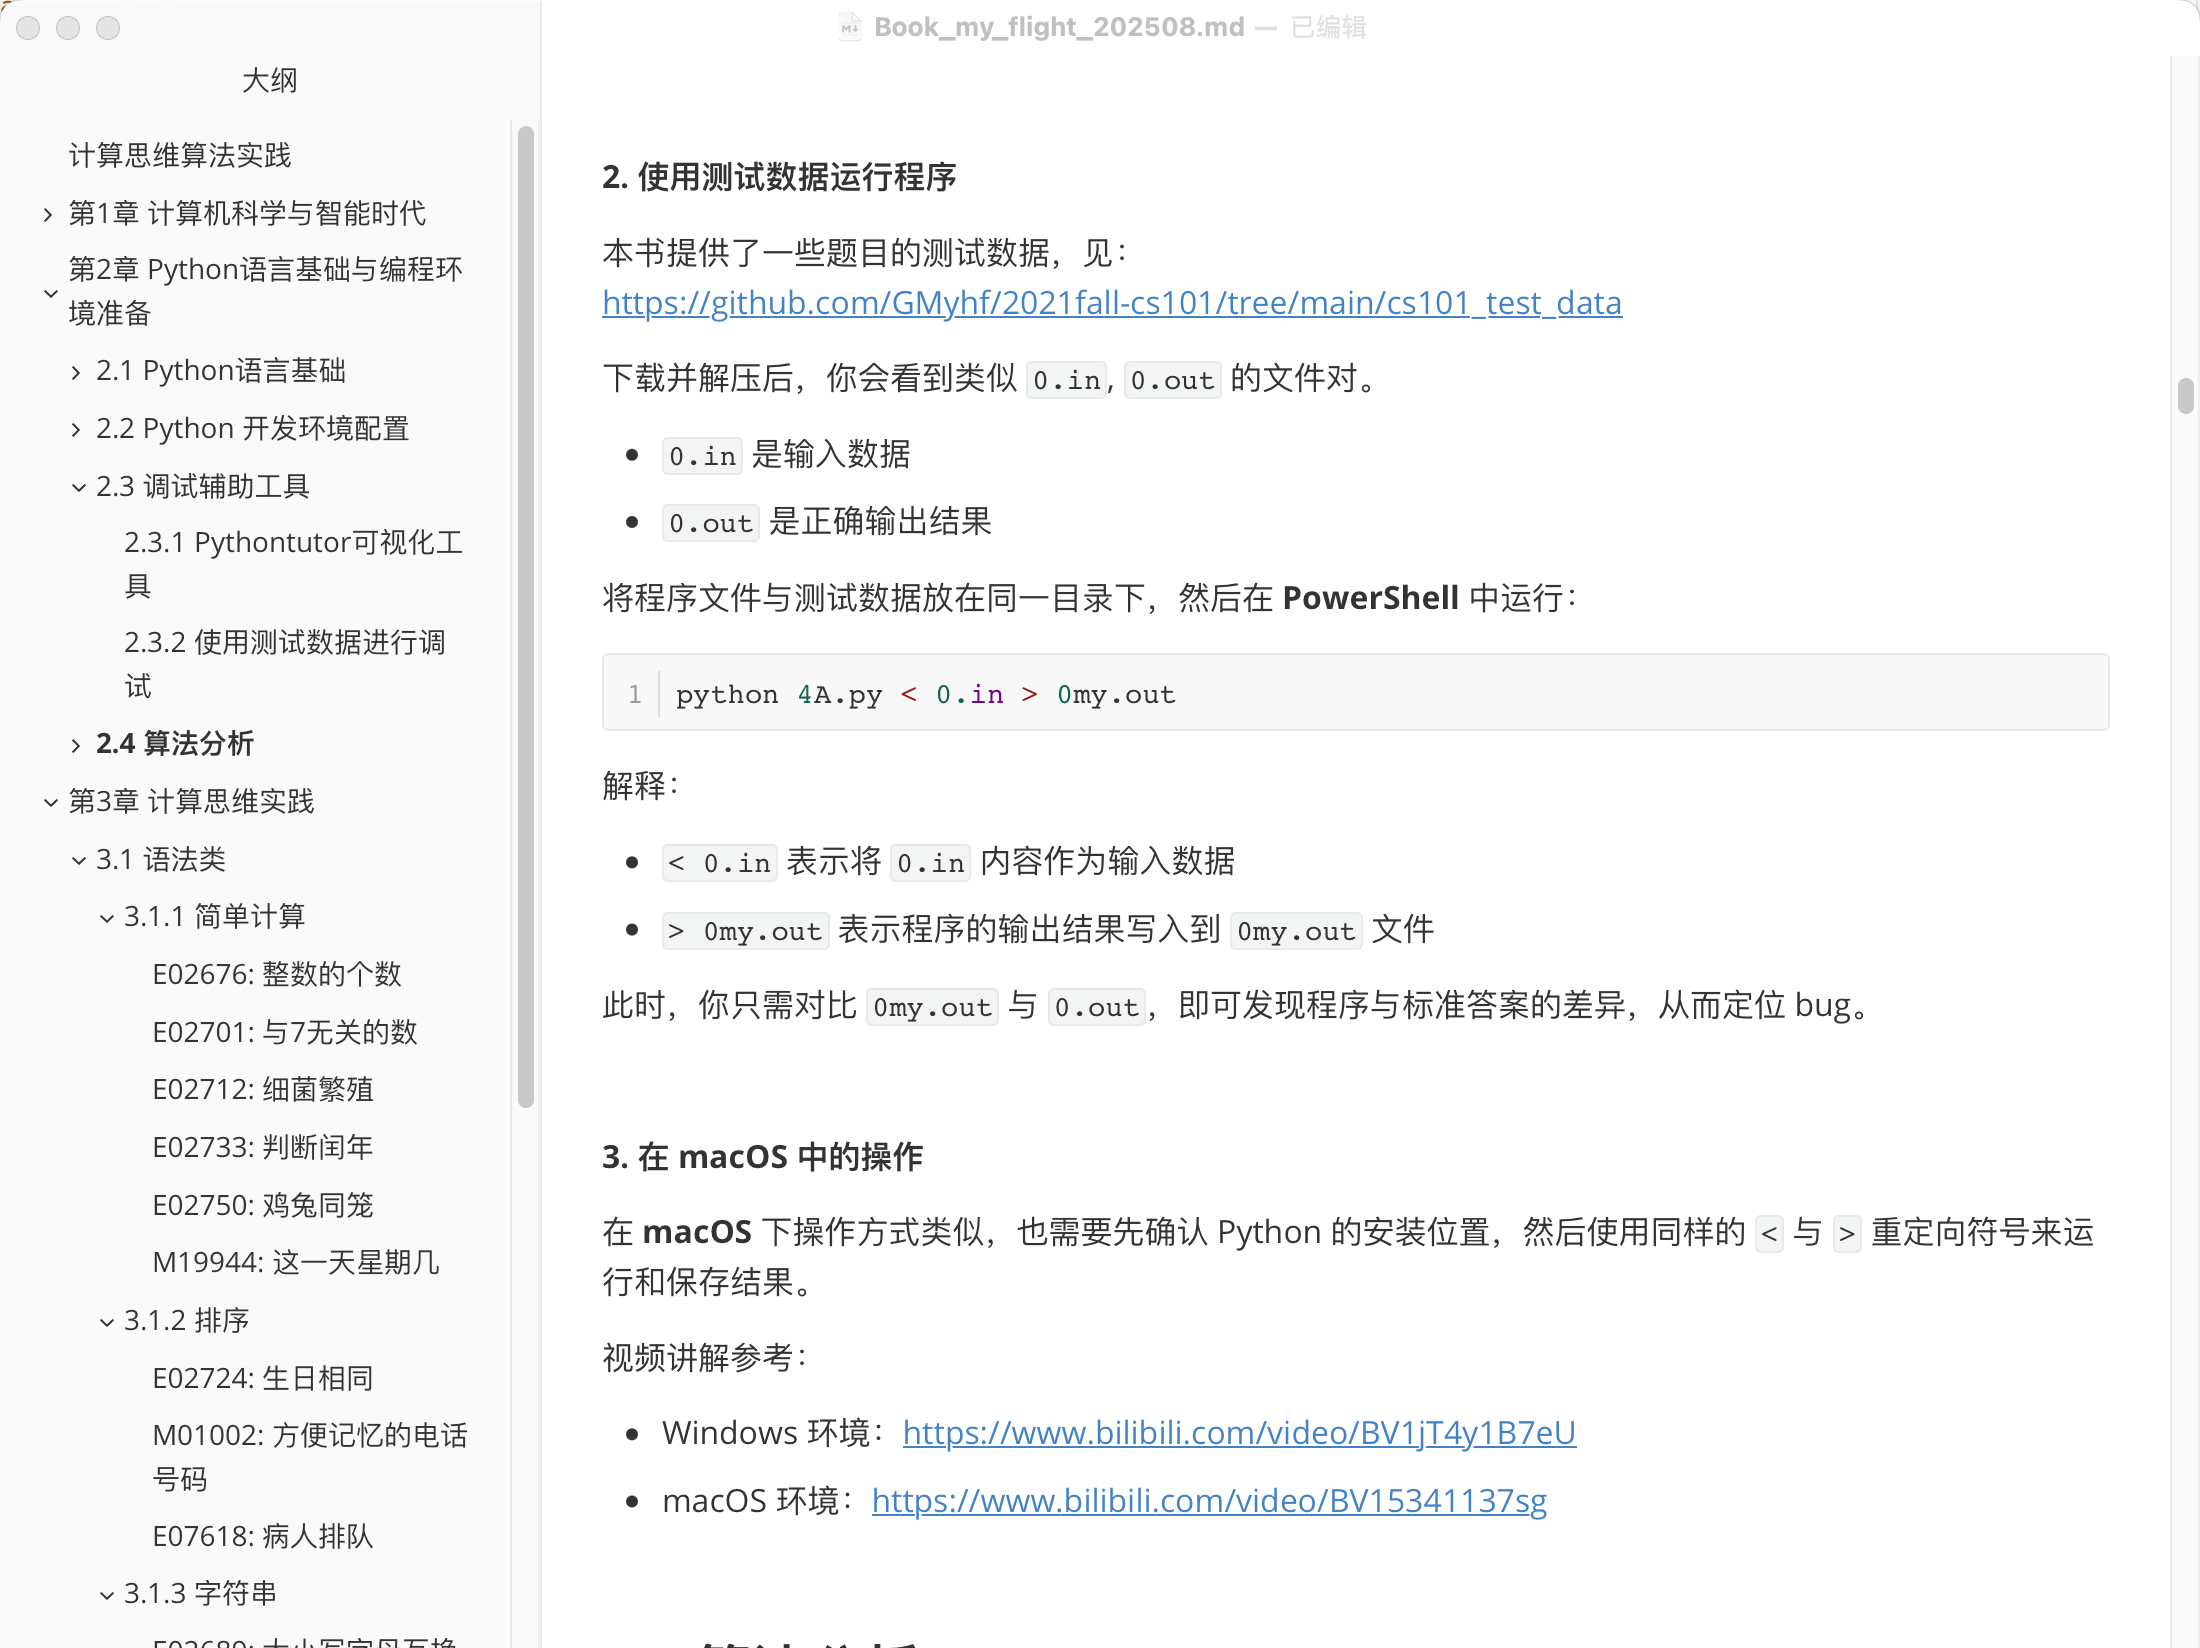 Book_my_flight_202508.md — 已编辑
大纲
计算思维算法实践
第1章 计算机科学与智能时代
第2章 Python语言基础与编程环
境准备
2.1 Python语言基础
2.2 Python 开发环境配置
2.3 调试辅助工具
2.3.1 Pythontutor可视化工
具
2.3.2 使用测试数据进行调
试
2.4 算法分析
第3章 计算思维实践
3.1 语法类
3.1.1 简单计算
E02676: 整数的个数
E02701: 与7无关的数
E02712: 细菌繁殖
E02733: 判断闰年
E02750: 鸡兔同笼
M19944: 这一天星期几
3.1.2 排序
E02724: 生日相同
M01002: 方便记忆的电话
号码
E07618: 病人排队
3.1.3 字符串
2. 使用测试数据运行程序
本书提供了一些题目的测试数据，见：
https://github.com/GMyhf/2021fall-cs101/tree/main/cs101_test_data
下载并解压后，你会看到类似 0.in, 0.out 的文件对。
0.in 是输入数据
0.out 是正确输出结果
将程序文件与测试数据放在同一目录下，然后在 PowerShell 中运行：
1 python 4A.py < 0.in > 0my.out
解释：
< 0.in 表示将 0.in 内容作为输入数据
> 0my.out 表示程序的输出结果写入到 0my.out 文件
此时，你只需对比 0my.out 与 0.out，即可发现程序与标准答案的差异，从而定位 bug。
3. 在 macOS 中的操作
在 macOS 下操作方式类似，也需要先确认 Python 的安装位置，然后使用同样的 < 与 > 重定向符号来运
行和保存结果。
视频讲解参考：
Windows 环境：https://www.bilibili.com/video/BV1jT4y1B7eU
macOS 环境：https://www.bilibili.com/video/BV15341137sg